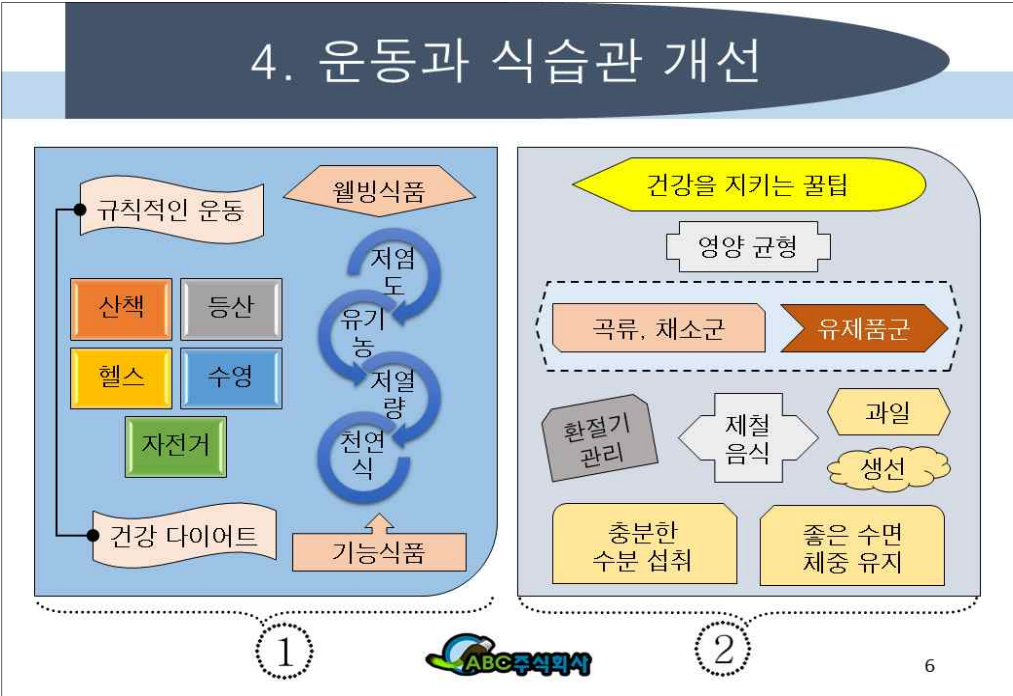 4. 운동과 식습관 개선
규칙적인 운동
산책
등산
헬스
수영
자전거
건강 다이어트
웰빙식품
저염
도
유기
농
저열
량
천연
식
기능식품
1
건강을 지키는 꿀팁
영양 균형
곡류, 채소군
유제품군
환절기
관리
제철
음식
과일
생선
충분한
수분 섭취
좋은 수면
체중 유지
2
ABC주식회사
6